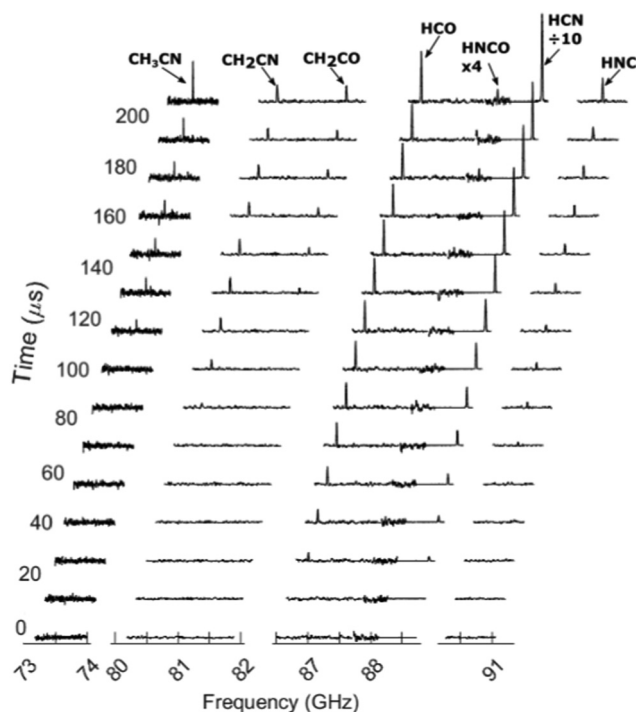 HCN
÷10
HCO
HNCO
x4
CH₃CN
CH₂CN
CH₂CO
HNC
200
180
160
140
120
100
80
60
40
20
0
Time (μs)
73
74
80
81
82
87
88
91
Frequency (GHz)